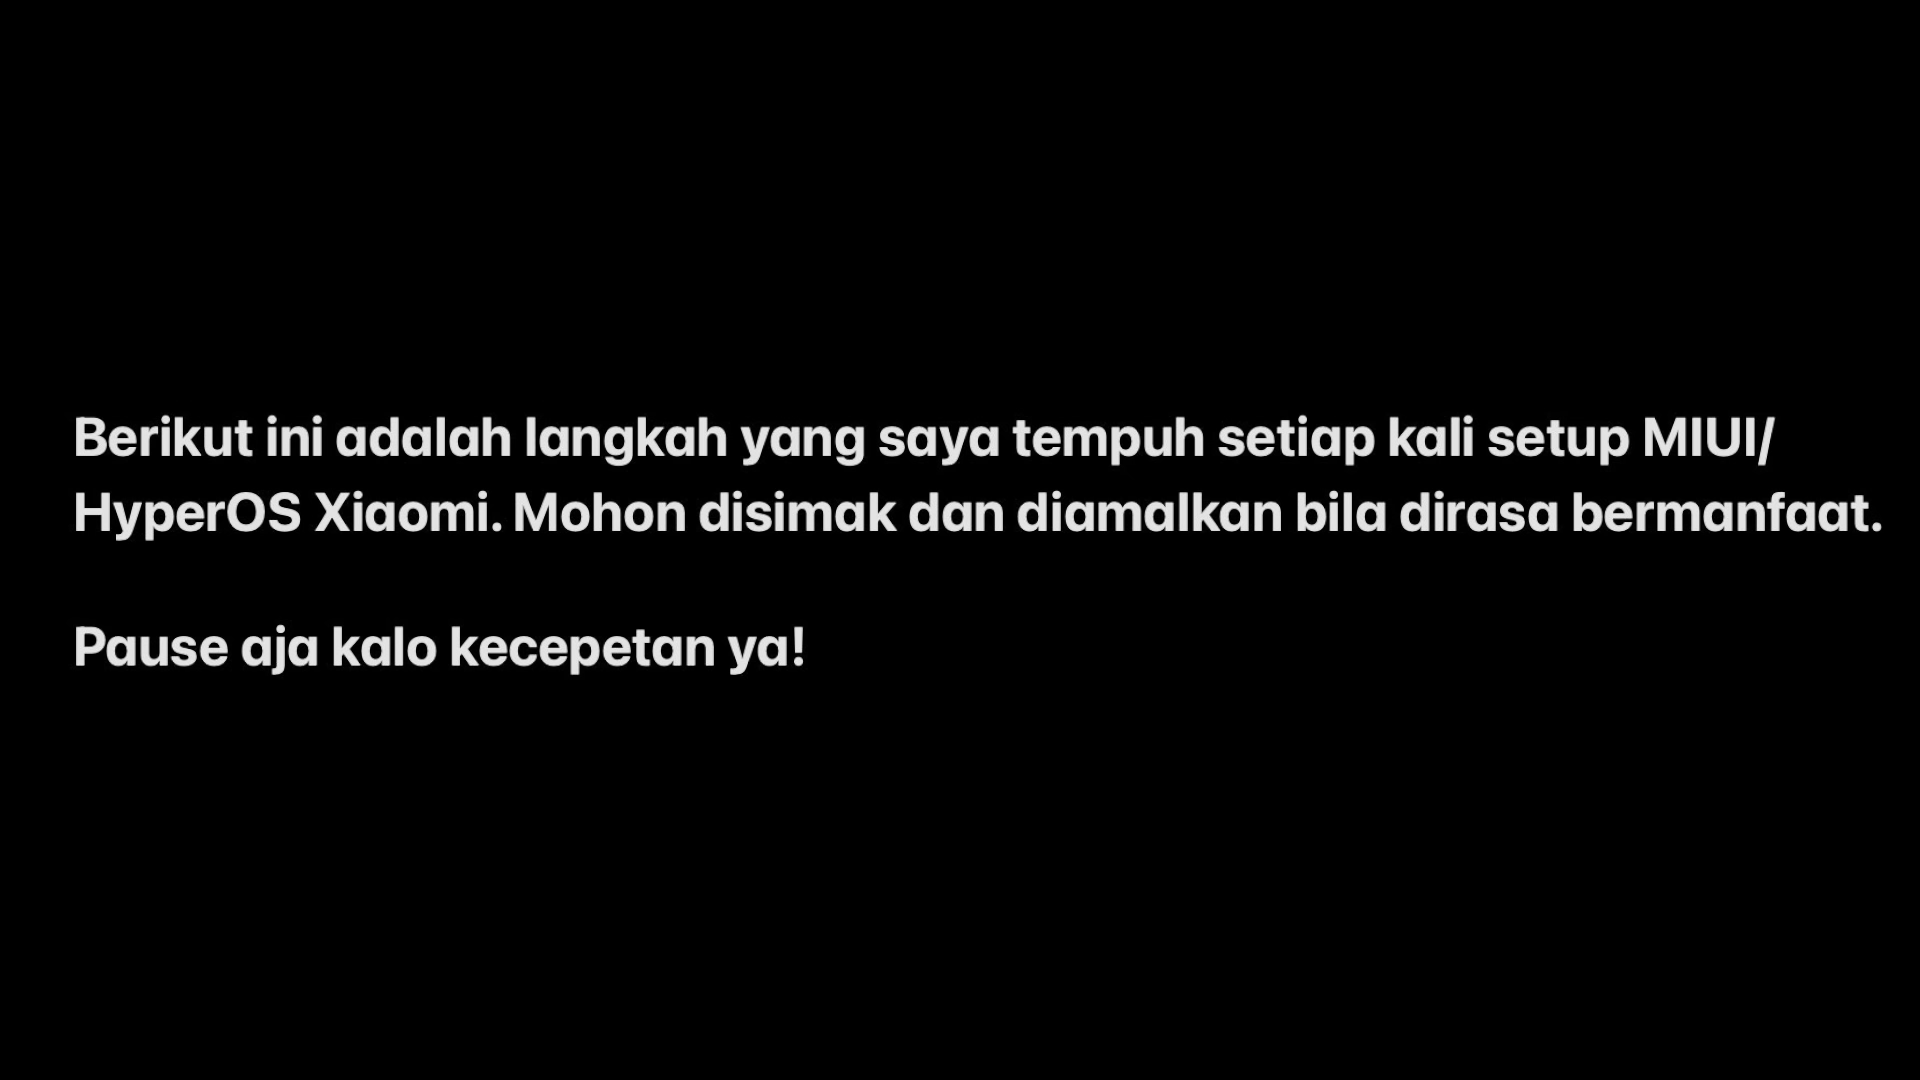 Berikut ini adalah langkah yang saya tempuh setiap kali setup MIUI/
HyperOS Xiaomi. Mohon disimak dan diamalkan bila dirasa bermanfaat.
Pause aja kalo kecepetan ya!